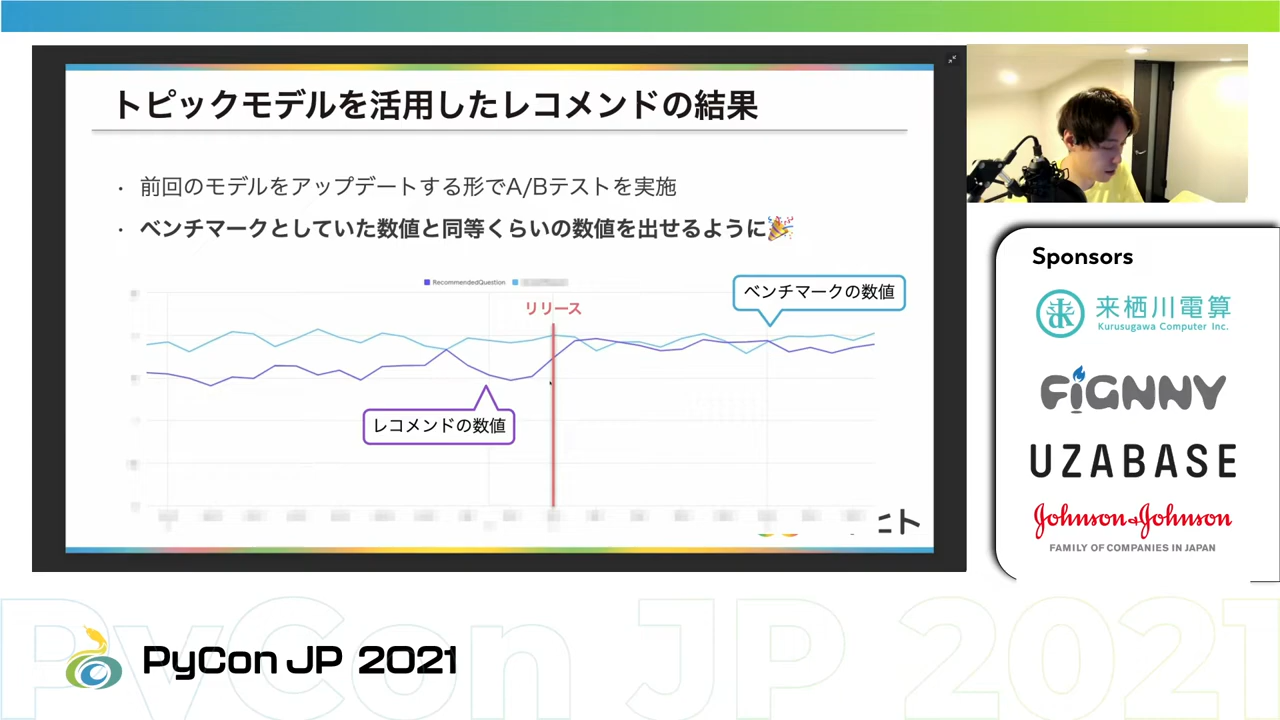 トピックモデルを活用したレコメンドの結果
・ 前回のモデルをアップデートする形でA/Bテストを実施
・ ベンチマークとしていた数値と同等くらいの数値を出せるように🎉
RecommendedQuestion
リリース
ベンチマークの数値
レコメンドの数値
Sponsors
来栖川電算
Kurusugawa Computer Inc.
FiGNNY
UZABASE
Johnson & Johnson
FAMILY OF COMPANIES IN JAPAN
PyCon JP 2021
PyCon JP 2021